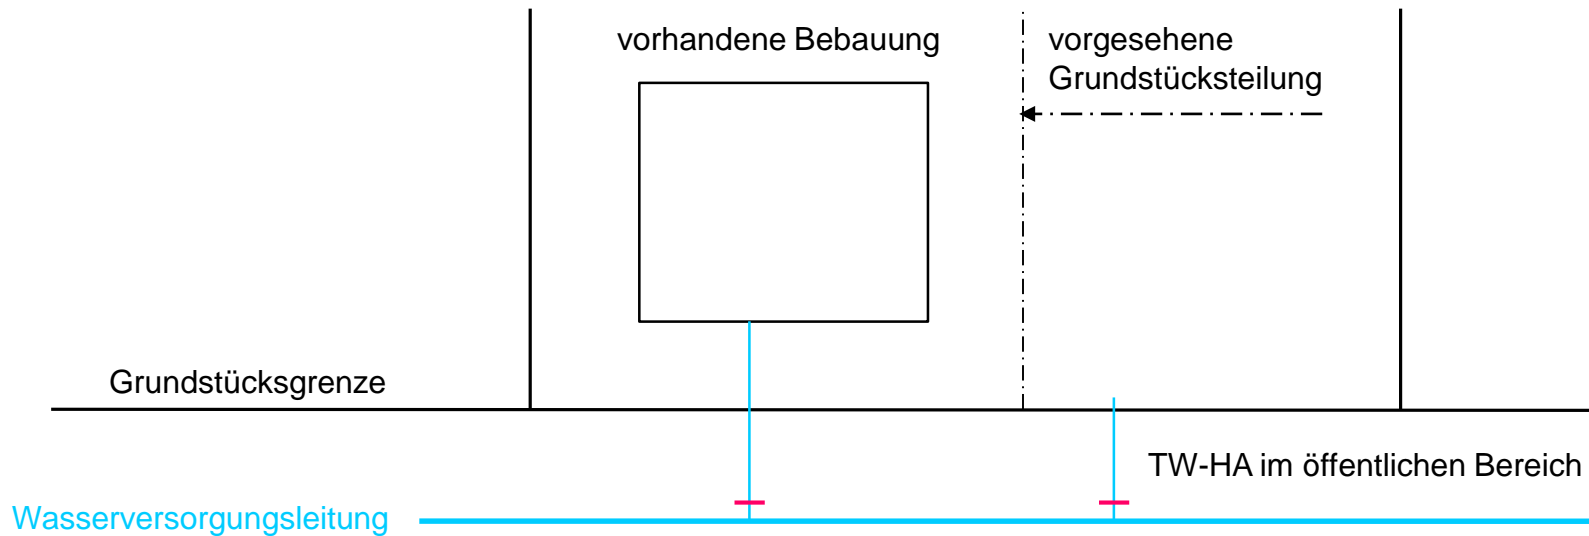 vorhandene Bebauung
vorgesehene
Grundstücksteilung
Grundstücksgrenze
TW-HA im öffentlichen Bereich
Wasserversorgungsleitung